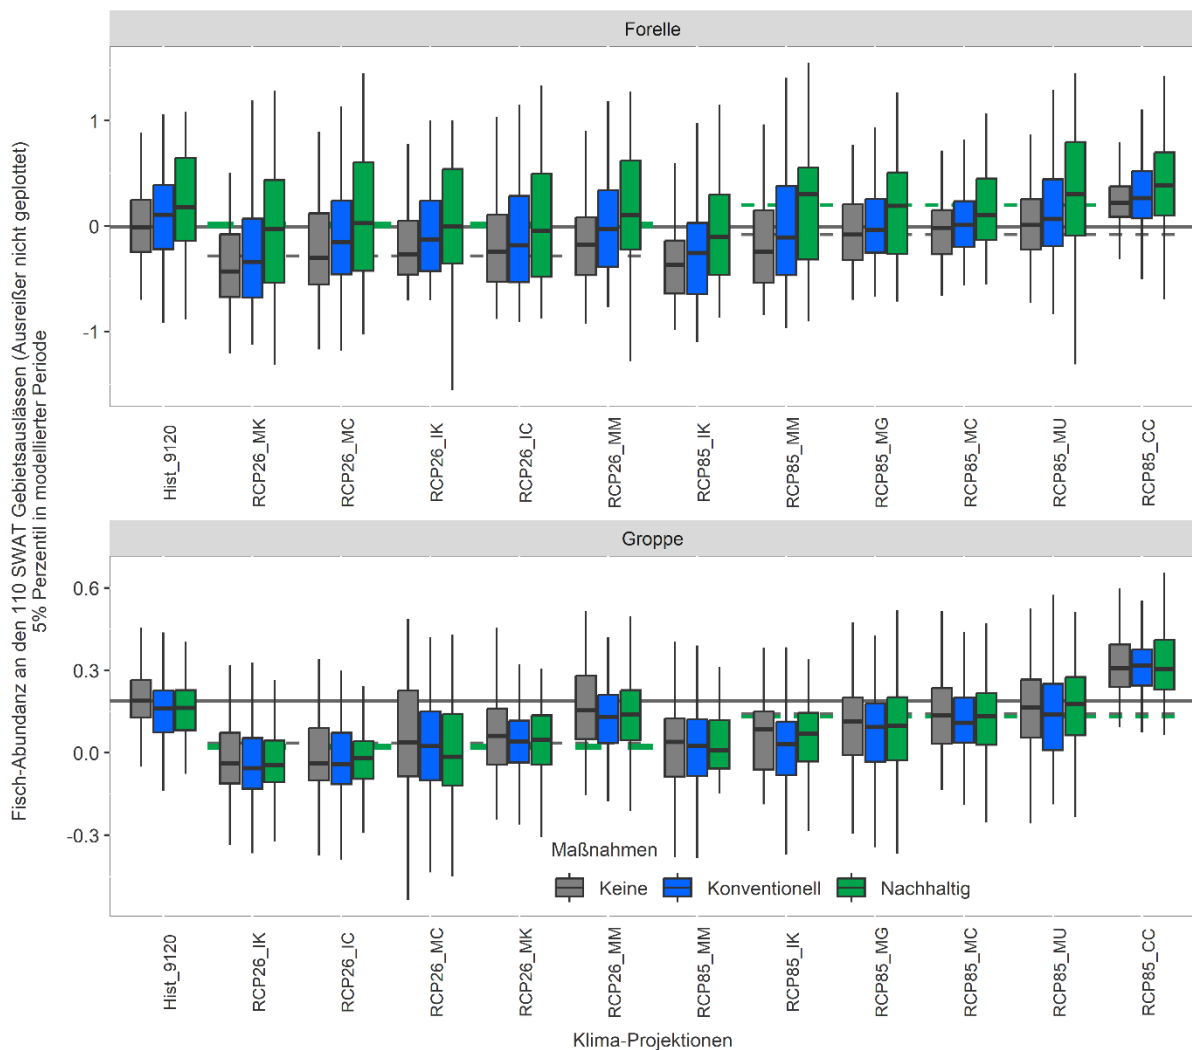 Forelle
Fisch-Abundanz an den 110 SWAT Gebietsauslässen (Ausreißer nicht geplottet)
5% Perzentil in modellierter Periode
1
0
-1
Hist_9120
RCP26_MK
RCP26_MC
RCP26_IK
RCP26_IC
RCP26_MM
RCP85_IK
RCP85_MM
RCP85_MG
RCP85_MC
RCP85_MU
RCP85_CC
Groppe
0.6
0.3
0.0
-0.3
Maßnahmen
Keine Konventionell Nachhaltig
Hist_9120
RCP26_IK
RCP26_IC
RCP26_MC
RCP26_MK
RCP26_MM
RCP85_MM
RCP85_IK
RCP85_MG
RCP85_MC
RCP85_MU
RCP85_CC
Klima-Projektionen